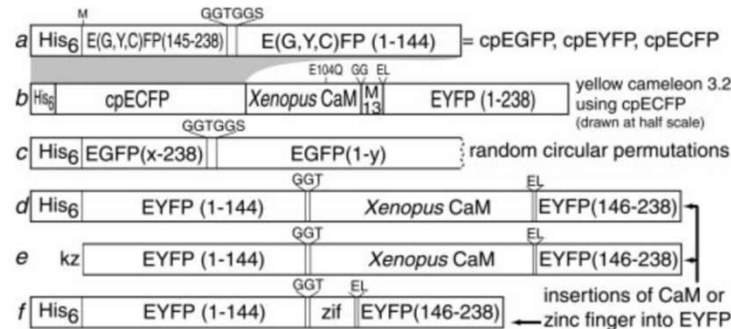 M GGTGGS
a His6 E(G,Y,C)FP(145-238) E(G,Y,C)FP (1-144) = cpEGFP, cpEYFP, cpECFP
E104Q GG EL
b His6 cpECFP Xenopus CaM M13 EYFP (1-238) yellow cameleon 3.2
using cpECFP
(drawn at half scale)
GGTGGS
c His6 EGFP(x-238) EGFP(1-y) random circular permutations
GGT EL
d His6 EYFP (1-144) Xenopus CaM EYFP(146-238)
GGT EL
e kz EYFP (1-144) Xenopus CaM EYFP(146-238)
GGT EL
f His6 EYFP (1-144) zif EYFP(146-238)
insertions of CaM or
zinc finger into EYFP